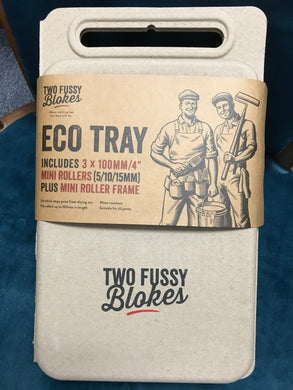 TWO FUSSY
Blokes
ECO TRAY
INCLUDES 3 x 100MM/4"
MINI ROLLERS (5/10/15MM)
PLUS MINI ROLLER FRAME
TWO FUSSY
Blokes